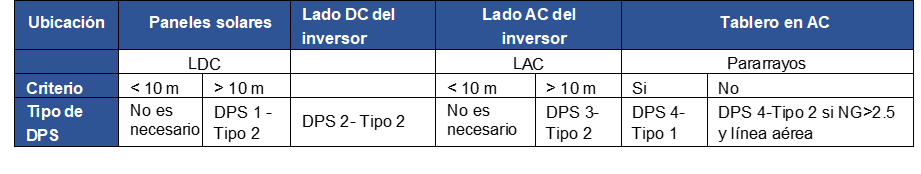 Ubicación Paneles solares Lado DC del inversor Lado AC del inversor Tablero en AC
LDC LAC Pararrayos
Criterio < 10 m > 10 m < 10 m > 10 m Si No
Tipo de DPS No es necesario DPS 1 - Tipo 2 DPS 2- Tipo 2 No es necesario DPS 3- Tipo 2 DPS 4- Tipo 1 DPS 4-Tipo 2 si NG>2.5 y línea aérea